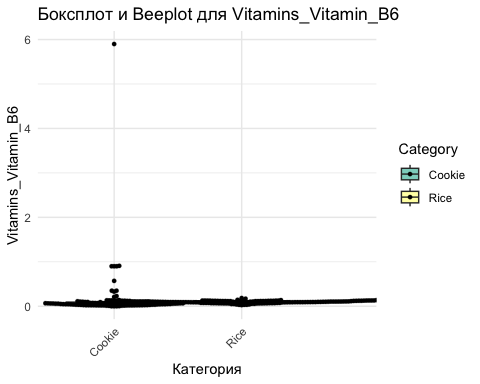 Боксплот и Beeplot для Vitamins_Vitamin_B6
6
4
2
0
Vitamins_Vitamin_B6
Cookie
Rice
Категория
Category
Cookie
Rice